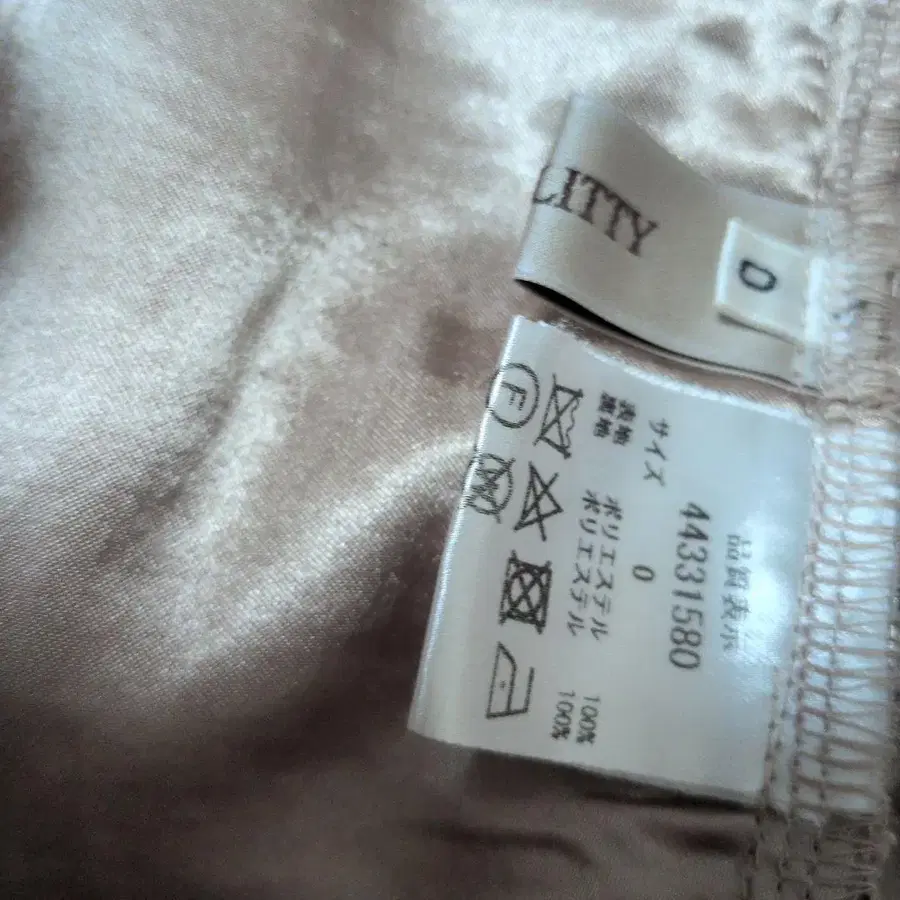 LITTY
0
品質表示
44331580
サイズ 0
表地 ポリエステル 100%
裏地 ポリエステル 100%
F
W